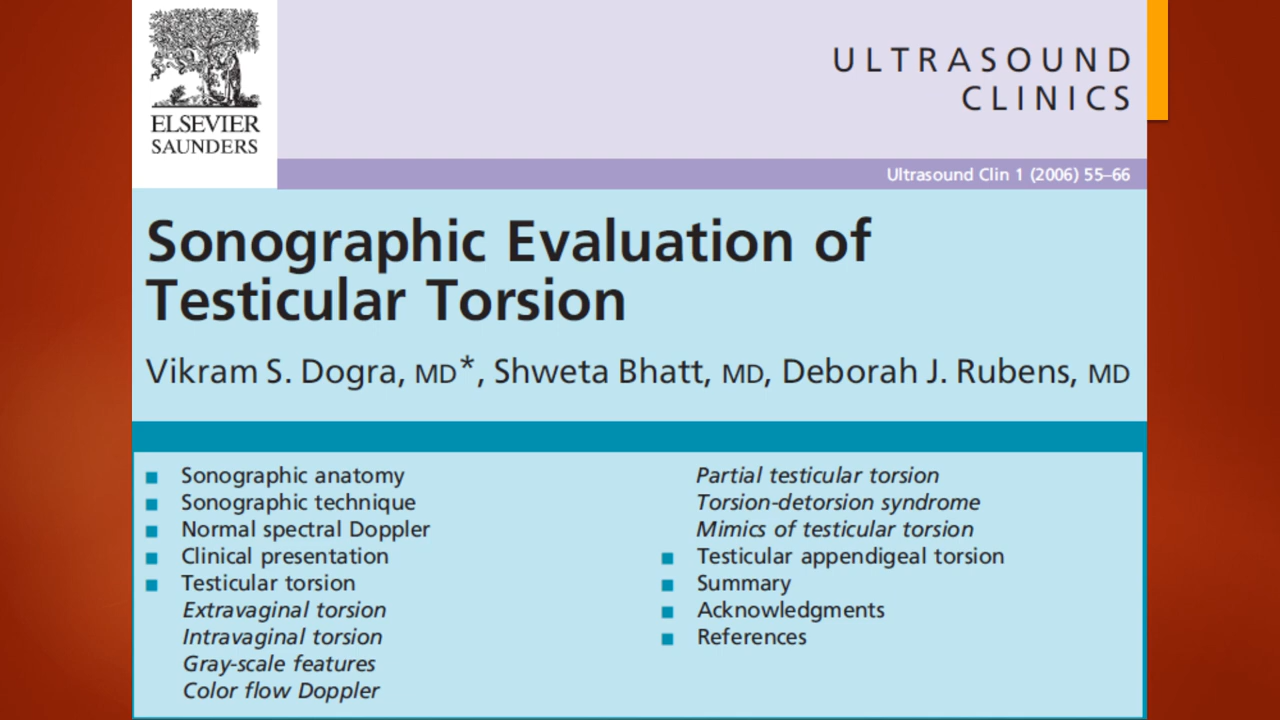 ELSEVIER
SAUNDERS
ULTRASOUND
CLINICS
Ultrasound Clin 1 (2006) 55–66
Sonographic Evaluation of
Testicular Torsion
Vikram S. Dogra, MD*, Shweta Bhatt, MD, Deborah J. Rubens, MD
■ Sonographic anatomy
■ Sonographic technique
■ Normal spectral Doppler
■ Clinical presentation
■ Testicular torsion
Extravaginal torsion
Intravaginal torsion
Gray-scale features
Color flow Doppler
Partial testicular torsion
Torsion-detorsion syndrome
Mimics of testicular torsion
■ Testicular appendigeal torsion
■ Summary
■ Acknowledgments
■ References